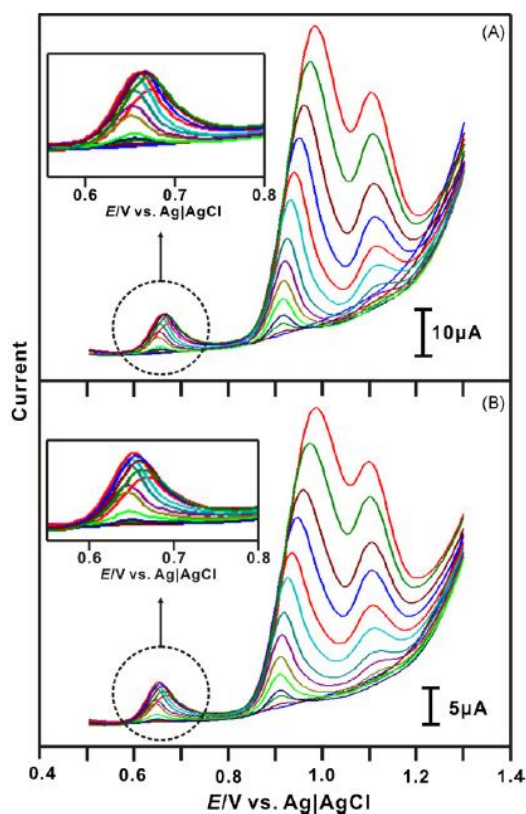 (A)
0.6 0.7 0.8
E/V vs. Ag|AgCl
10μA
Current
(B)
0.6 0.7 0.8
E/V vs. Ag|AgCl
5μA
0.4 0.6 0.8 1.0 1.2 1.4
E/V vs. Ag|AgCl